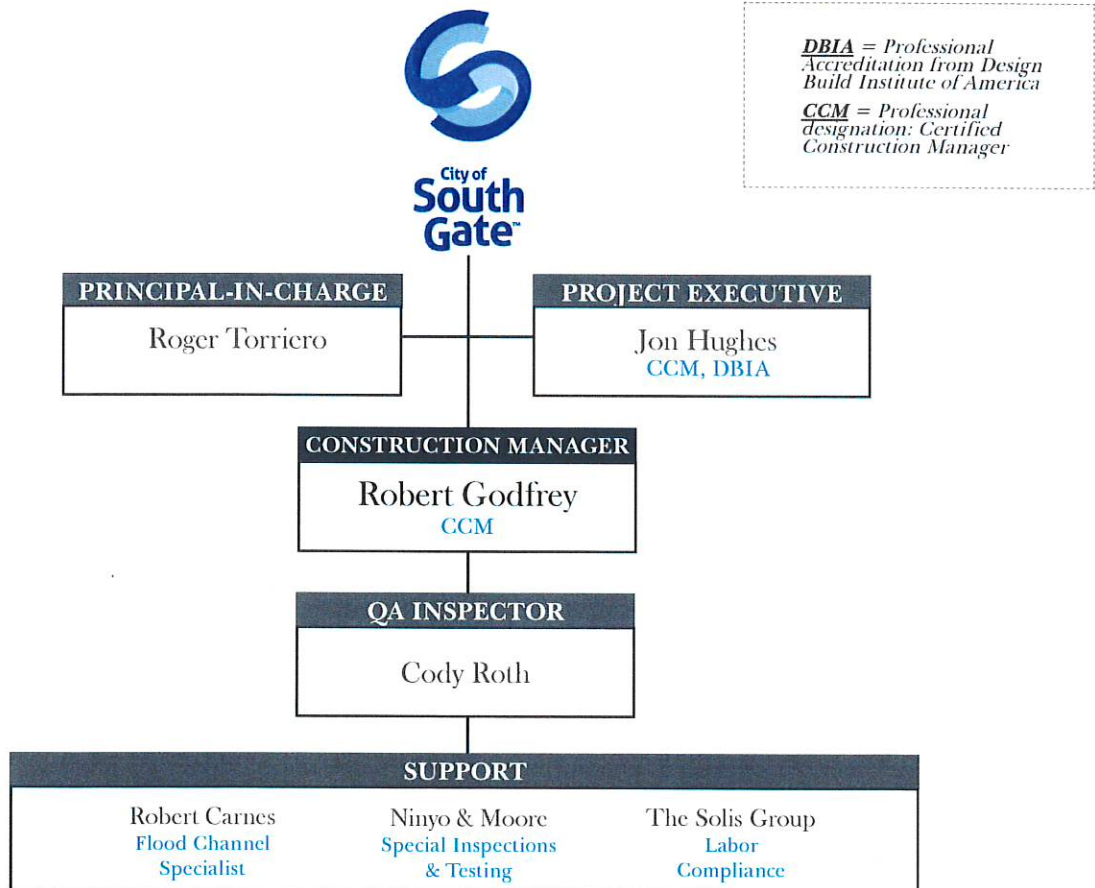 City of
South
Gate™
DBIA = Professional
Accreditation from Design
Build Institute of America
CCM = Professional
designation: Certified
Construction Manager
PRINCIPAL-IN-CHARGE
Roger Torriero
PROJECT EXECUTIVE
Jon Hughes
CCM, DBIA
CONSTRUCTION MANAGER
Robert Godfrey
CCM
QA INSPECTOR
Cody Roth
SUPPORT
Robert Carnes
Flood Channel
Specialist
Ninyo & Moore
Special Inspections
& Testing
The Solis Group
Labor
Compliance